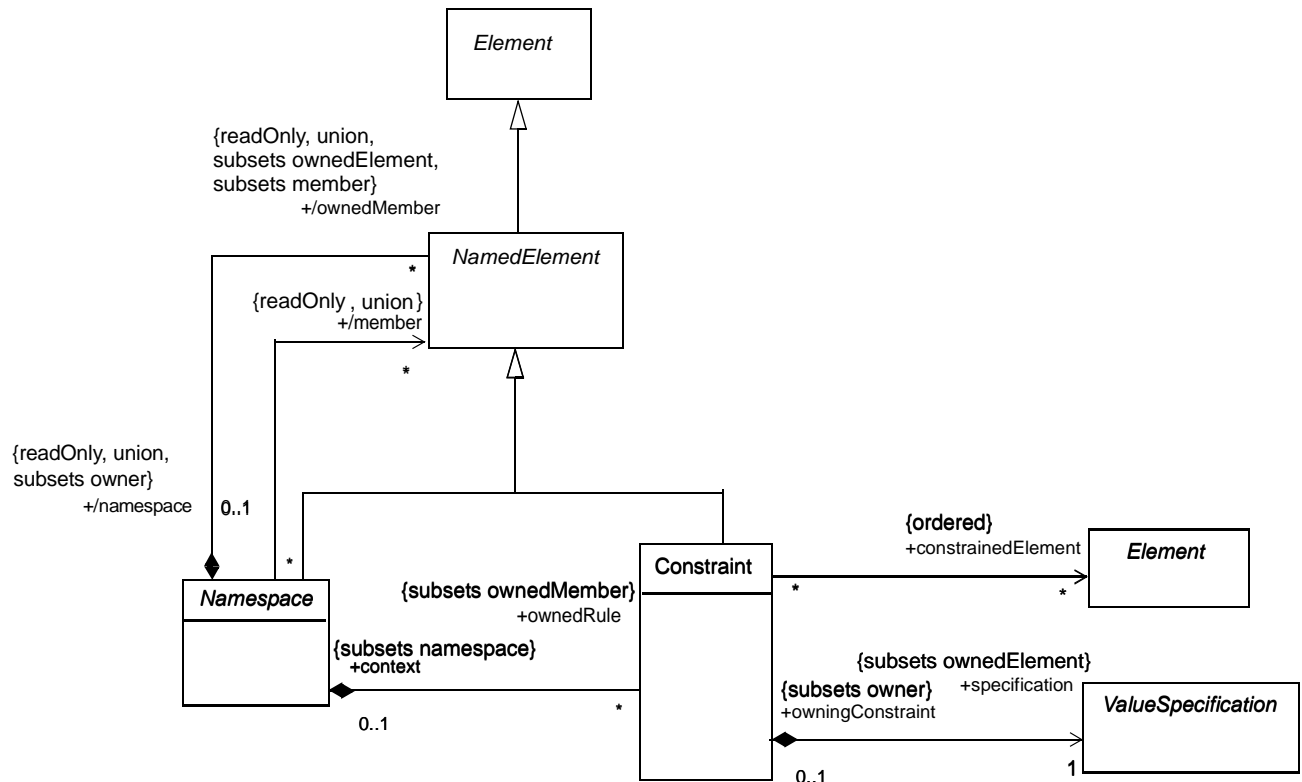 Element
{readOnly, union,
subsets ownedElement,
subsets member}
+/ownedMember
NamedElement
*
{readOnly , union}
+/member
*
{readOnly, union,
subsets owner}
+/namespace
0..1
*
{ordered}
+constrainedElement
Element
*
*
Constraint
Namespace
{subsets ownedMember}
+ownedRule
{subsets namespace}
+context
0..1
*
{subsets ownedElement}
+specification
{subsets owner}
+owningConstraint
ValueSpecification
0..1
1